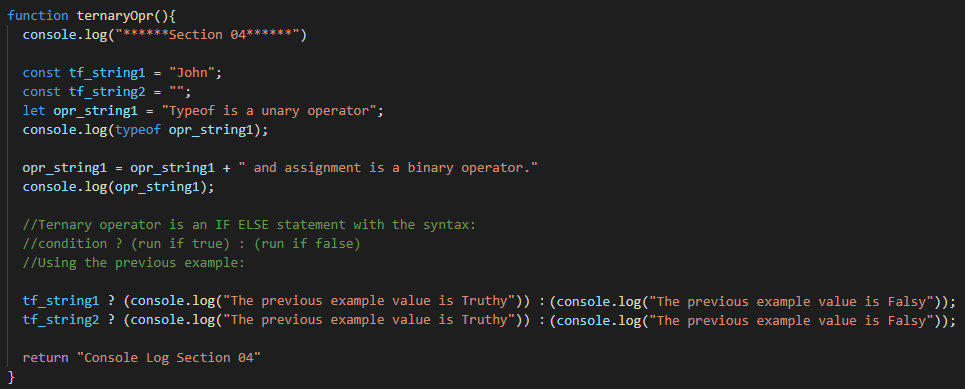 function ternaryOpr(){
console.log("******Section 04******")
const tf_string1 = "John";
const tf_string2 = "";
let opr_string1 = "Typeof is a unary operator";
console.log(typeof opr_string1);
opr_string1 = opr_string1 + " and assignment is a binary operator."
console.log(opr_string1);
//Ternary operator is an IF ELSE statement with the syntax:
//condition ? (run if true) : (run if false)
//Using the previous example:
tf_string1 ? (console.log("The previous example value is Truthy")) :(console.log("The previous example value is Falsy"));
tf_string2 ? (console.log("The previous example value is Truthy")) :(console.log("The previous example value is Falsy"));
return "Console Log Section 04"
}